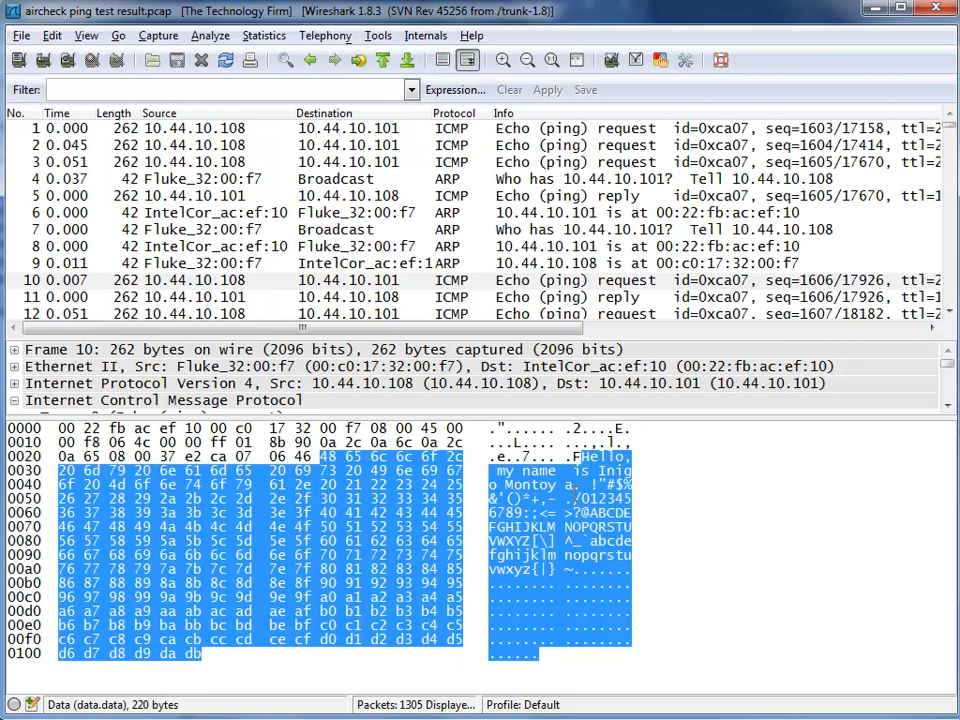 aircheck ping test result.pcap [The Technology Firm] [Wireshark 1.8.3 (SVN Rev 45256 from /trunk-1.8)]
File Edit View Go Capture Analyze Statistics Telephony Tools Internals Help
Filter: Expression... Clear Apply Save
No. Time Length Source Destination Protocol Info
1 0.000 262 10.44.10.108 10.44.10.101 ICMP Echo (ping) request id=0xca07, seq=1603/17158, ttl=2
2 0.045 262 10.44.10.108 10.44.10.101 ICMP Echo (ping) request id=0xca07, seq=1604/17414, ttl=2
3 0.051 262 10.44.10.108 10.44.10.101 ICMP Echo (ping) request id=0xca07, seq=1605/17670, ttl=2
4 0.037 42 Fluke_32:00:f7 Broadcast ARP Who has 10.44.10.101? Tell 10.44.10.108
5 0.000 262 10.44.10.101 10.44.10.108 ICMP Echo (ping) reply id=0xca07, seq=1605/17670, ttl=1
6 0.000 42 IntelCor_ac:ef:10 Fluke_32:00:f7 ARP 10.44.10.101 is at 00:22:fb:ac:ef:10
7 0.000 42 Fluke_32:00:f7 Broadcast ARP Who has 10.44.10.101? Tell 10.44.10.108
8 0.000 42 IntelCor_ac:ef:10 Fluke_32:00:f7 ARP 10.44.10.101 is at 00:22:fb:ac:ef:10
9 0.011 42 Fluke_32:00:f7 IntelCor_ac:ef:1 ARP 10.44.10.108 is at 00:c0:17:32:00:f7
10 0.007 262 10.44.10.108 10.44.10.101 ICMP Echo (ping) request id=0xca07, seq=1606/17926, ttl=2
11 0.000 262 10.44.10.101 10.44.10.108 ICMP Echo (ping) reply id=0xca07, seq=1606/17926, ttl=1
12 0.051 262 10.44.10.108 10.44.10.101 ICMP Echo (ping) request id=0xca07, seq=1607/18182, ttl=2
Frame 10: 262 bytes on wire (2096 bits), 262 bytes captured (2096 bits)
Ethernet II, Src: Fluke_32:00:f7 (00:c0:17:32:00:f7), Dst: IntelCor_ac:ef:10 (00:22:fb:ac:ef:10)
Internet Protocol Version 4, Src: 10.44.10.108 (10.44.10.108), Dst: 10.44.10.101 (10.44.10.101)
Internet Control Message Protocol
0000 00 22 fb ac ef 10 00 c0 17 32 00 f7 08 00 45 00 ."...... .2....E.
0010 00 f8 06 4c 00 00 ff 01 8b 90 0a 2c 0a 6c 0a 2c ...L.... ...,.l.,
0020 0a 65 08 00 37 e2 ca 07 06 46 48 65 6c 6c 6f 2c .e..7... .FHello,
0030 20 6d 79 20 6e 61 6d 65 20 69 73 20 49 6e 69 67 my name is Inig
0040 6f 20 4d 6f 6e 74 6f 79 61 2e 20 21 22 23 24 25 o Montoy a. !"#$%
0050 26 27 28 29 2a 2b 2c 2d 2e 2f 30 31 32 33 34 35 &'()*+,- ./012345
0060 36 37 38 39 3a 3b 3c 3d 3e 3f 40 41 42 43 44 45 6789:;<= >?@ABCDE
0070 46 47 48 49 4a 4b 4c 4d 4e 4f 50 51 52 53 54 55 FGHIJKLM NOPQRSTU
0080 56 57 58 59 5a 5b 5c 5d 5e 5f 60 61 62 63 64 65 VWXYZ[\] ^_`abcde
0090 66 67 68 69 6a 6b 6c 6d 6e 6f 70 71 72 73 74 75 fghijklm nopqrstu
00a0 76 77 78 79 7a 7b 7c 7d 7e 7f 80 81 82 83 84 85 vwxyz{|} ~.......
00b0 86 87 88 89 8a 8b 8c 8d 8e 8f 90 91 92 93 94 95 ........ ........
00c0 96 97 98 99 9a 9b 9c 9d 9e 9f a0 a1 a2 a3 a4 a5 ........ ........
00d0 a6 a7 a8 a9 aa ab ac ad ae af b0 b1 b2 b3 b4 b5 ........ ........
00e0 b6 b7 b8 b9 ba bb bc bd be bf c0 c1 c2 c3 c4 c5 ........ ........
00f0 c6 c7 c8 c9 ca cb cc cd ce cf d0 d1 d2 d3 d4 d5 ........ ........
0100 d6 d7 d8 d9 da db ......
Data (data.data), 220 bytes Packets: 1305 Displaye... Profile: Default